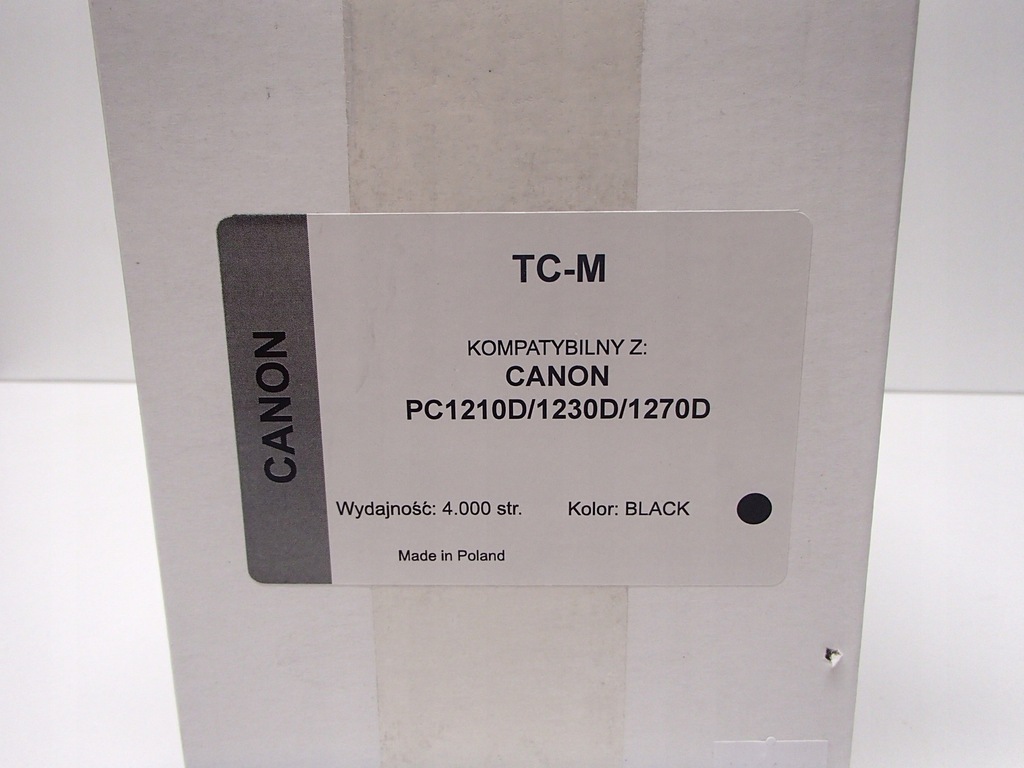 CANON
TC-M
KOMPATYBILNY Z:
CANON
PC1210D/1230D/1270D
Wydajność: 4.000 str. Kolor: BLACK
Made in Poland